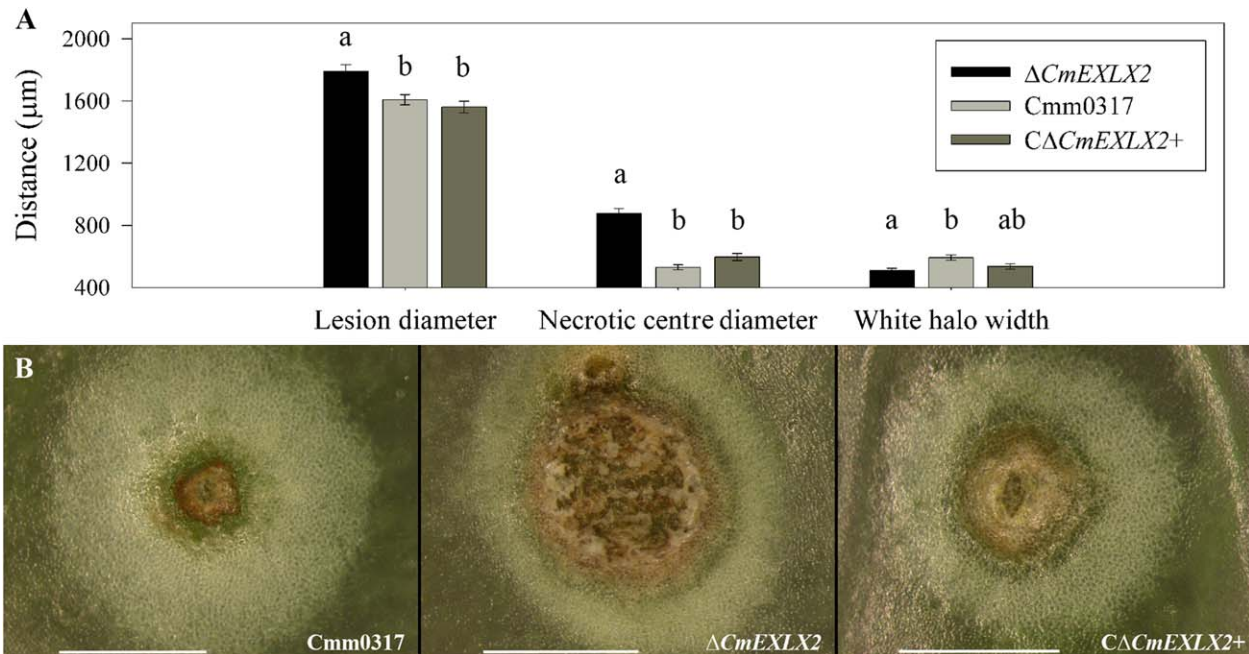 A
2000
1600
1200
800
400
Distance (μm)
a b b
a b b
a b ab
Lesion diameter
Necrotic centre diameter
White halo width
ΔCmEXLX2
Cmm0317
CΔCmEXLX2+
B
Cmm0317
ΔCmEXLX2
CΔCmEXLX2+